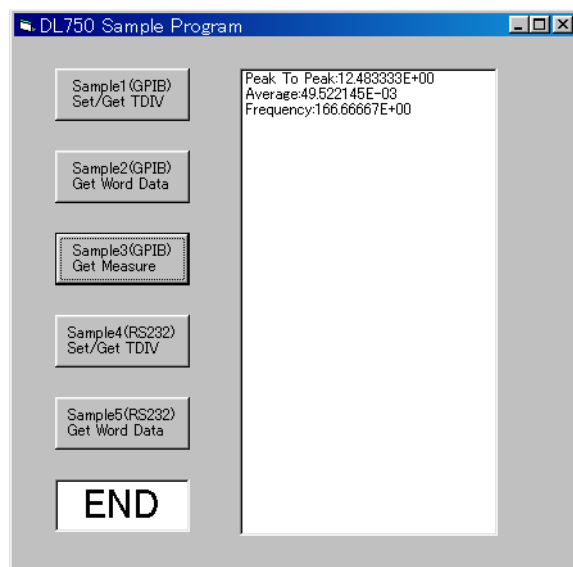 DL750 Sample Program
Sample1(GPIB)
Set/Get TDIV
Sample2(GPIB)
Get Word Data
Sample3(GPIB)
Get Measure
Sample4(RS232)
Set/Get TDIV
Sample5(RS232)
Get Word Data
END
Peak To Peak:12.483333E+00
Average:49.522145E-03
Frequency:166.66667E+00